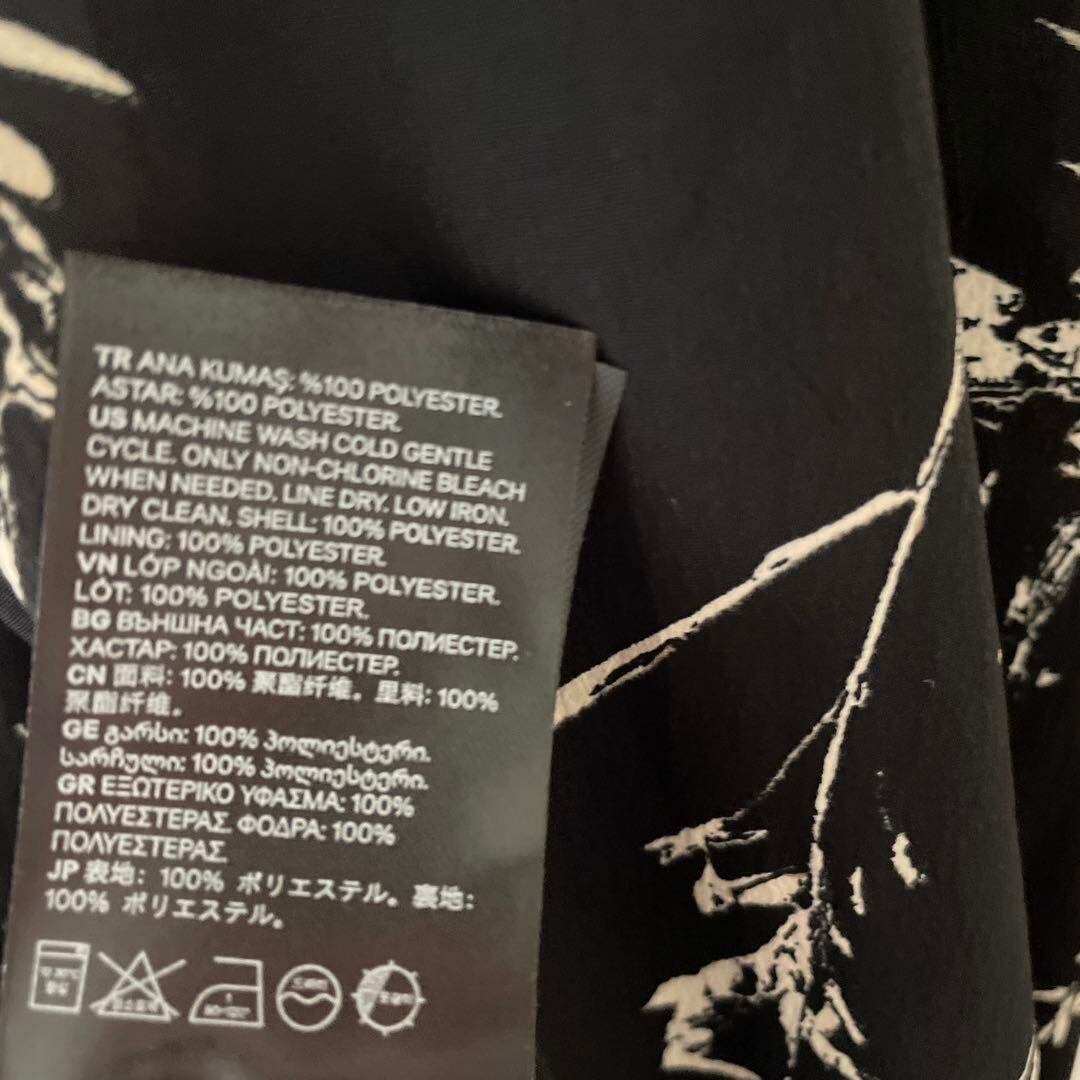 TR ANA KUMAŞ: %100 POLYESTER.
ASTAR: %100 POLYESTER.
US MACHINE WASH COLD GENTLE
CYCLE. ONLY NON-CHLORINE BLEACH
WHEN NEEDED. LINE DRY. LOW IRON.
DRY CLEAN. SHELL: 100% POLYESTER.
LINING: 100% POLYESTER.
VN LỚP NGOÀI: 100% POLYESTER.
LÓT: 100% POLYESTER.
BG ВЪНШНА ЧАСТ: 100% ПОЛИЕСТЕР.
ХАСТАР: 100% ПОЛИЕСТЕР.
CN 面料: 100% 聚酯纤维。里料: 100%
聚酯纤维。
GE გარსი: 100% პოლიესტერი.
სარჩული: 100% პოლიესტერი.
GR ΕΞΩΤΕΡΙΚΟ ΥΦΑΣΜΑ: 100%
ΠΟΛΥΕΣΤΕΡΑΣ. ΦΟΔΡΑ: 100%
ΠΟΛΥΕΣΤΕΡΑΣ
JP 表地: 100% ポリエステル。裏地:
100% ポリエステル。